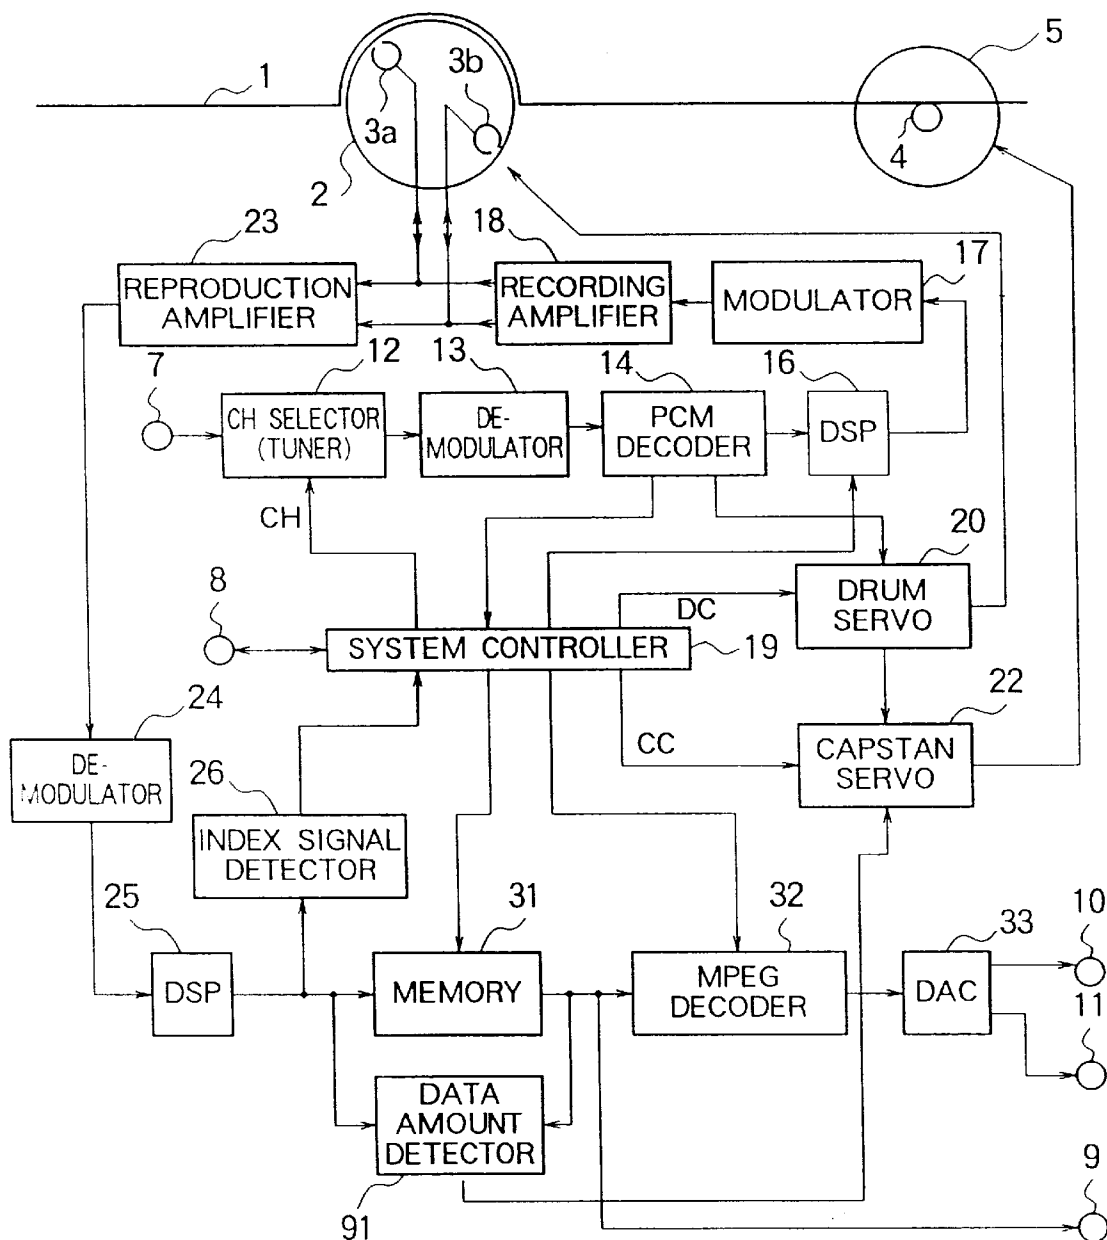 5
1
3a
3b
4
2
23
18
17
REPRODUCTION
AMPLIFIER
RECORDING
AMPLIFIER
MODULATOR
7
12
13
14
16
CH SELECTOR
(TUNER)
DE-
MODULATOR
PCM
DECODER
DSP
CH
20
8
DC
DRUM
SERVO
SYSTEM CONTROLLER
19
24
22
CC
CAPSTAN
SERVO
DE-
MODULATOR
26
INDEX SIGNAL
DETECTOR
25
31
32
33
10
DSP
MEMORY
MPEG
DECODER
DAC
11
DATA
AMOUNT
DETECTOR
91
9